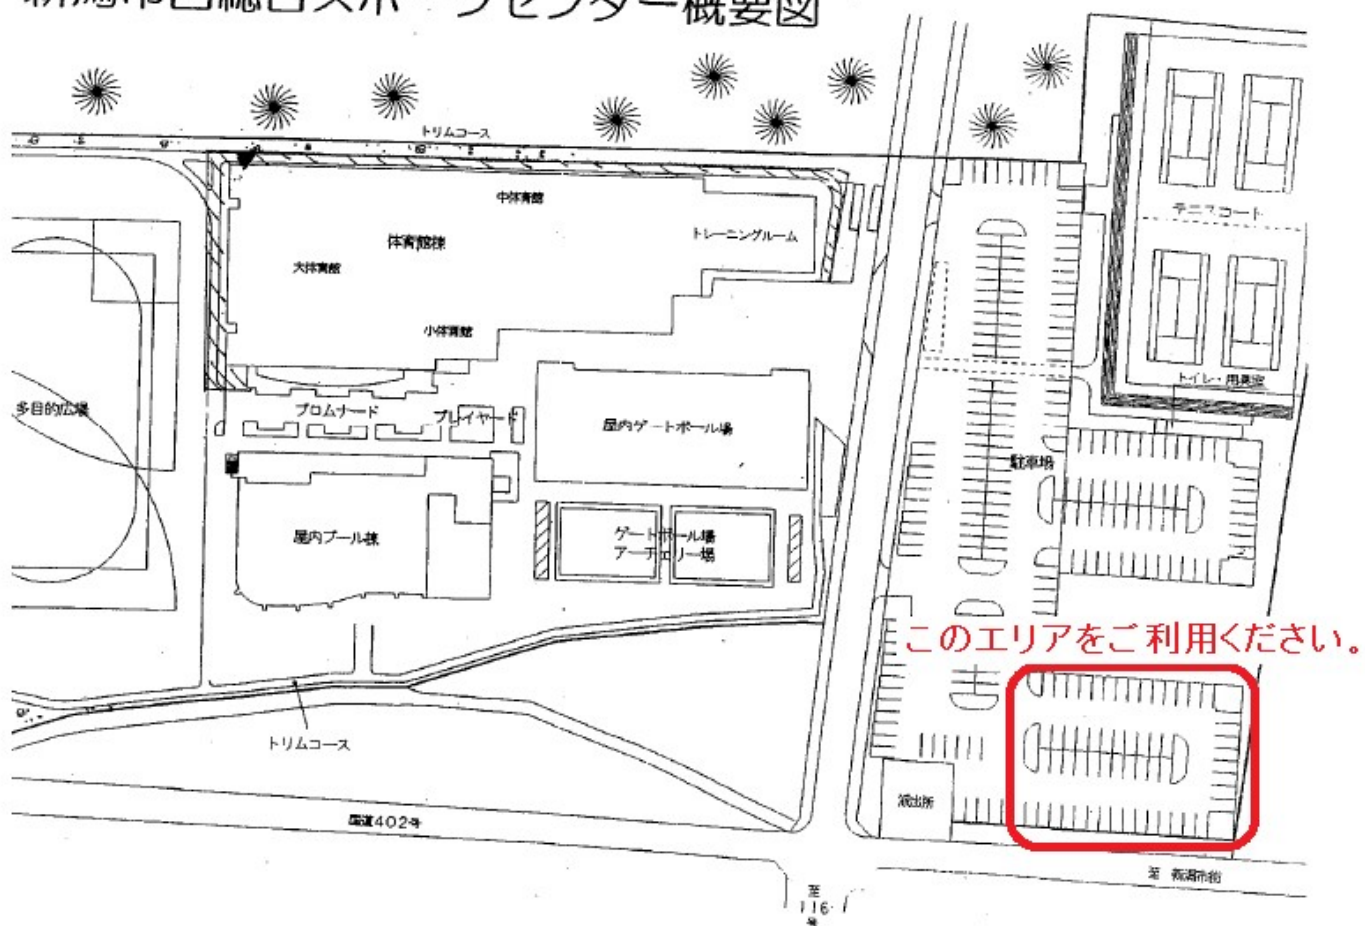 新潟市西総合スポーツセンター概要図
トリムコース
中体育館
体育館棟
トレーニングルーム
大体育館
小体育館
テニスコート
トイレ・用具室
多目的広場
プロムナード
プレイヤード
屋内ゲートボール場
駐車場
屋内プール棟
ゲートボール場
アーチェリー場
このエリアをご利用ください。
トリムコース
派出所
国道402号
至 新潟市街
至
116
号